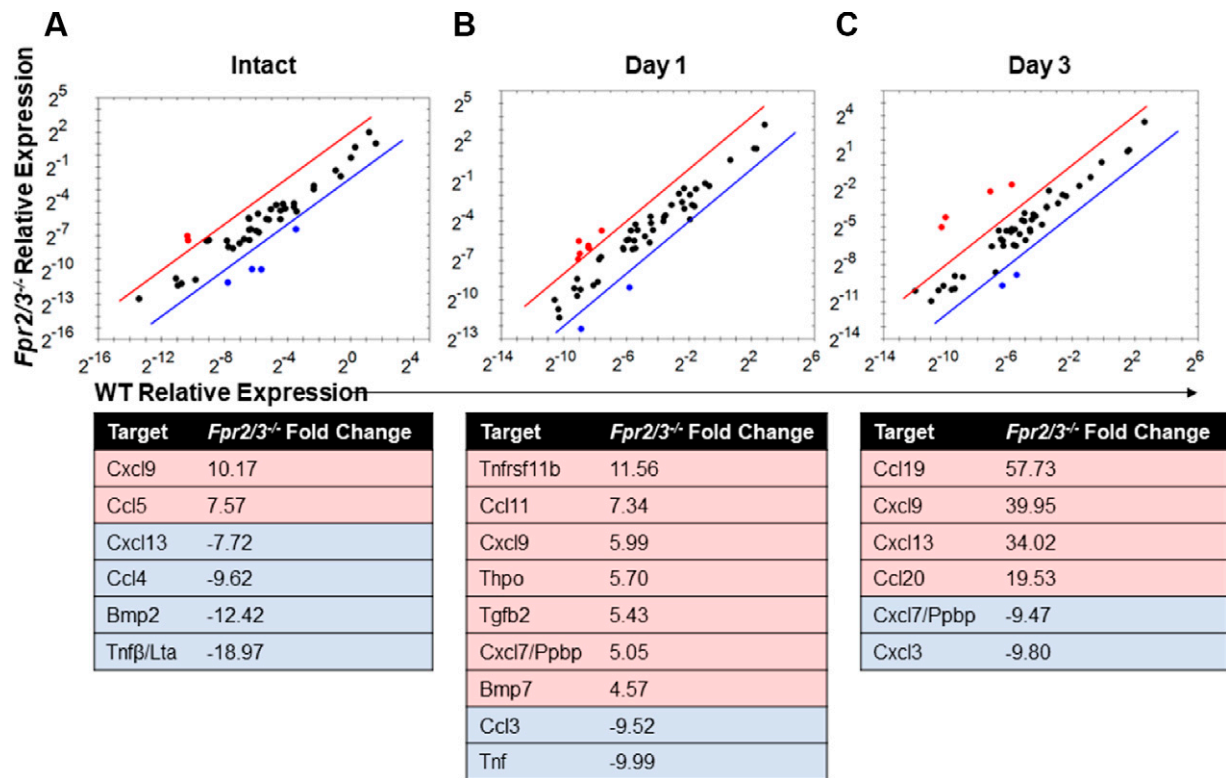 A
B
C
Intact
Day 1
Day 3
Fpr2/3-/- Relative Expression
2^5
2^2
2^-1
2^-4
2^-7
2^-10
2^-13
2^-16
2^-16 2^-12 2^-8 2^-4 2^0 2^4
2^5
2^2
2^-1
2^-4
2^-7
2^-10
2^-13
2^-14 2^-10 2^-6 2^-2 2^2 2^6
2^4
2^1
2^-2
2^-5
2^-8
2^-11
2^-14
2^-14 2^-10 2^-6 2^-2 2^2 2^6
WT Relative Expression
Target Fpr2/3-/- Fold Change
Cxcl9 10.17
Ccl5 7.57
Cxcl13 -7.72
Ccl4 -9.62
Bmp2 -12.42
Tnfβ/Lta -18.97
Target Fpr2/3-/- Fold Change
Tnfrsf11b 11.56
Ccl11 7.34
Cxcl9 5.99
Thpo 5.70
Tgfb2 5.43
Cxcl7/Ppbp 5.05
Bmp7 4.57
Ccl3 -9.52
Tnf -9.99
Target Fpr2/3-/- Fold Change
Ccl19 57.73
Cxcl9 39.95
Cxcl13 34.02
Ccl20 19.53
Cxcl7/Ppbp -9.47
Cxcl3 -9.80